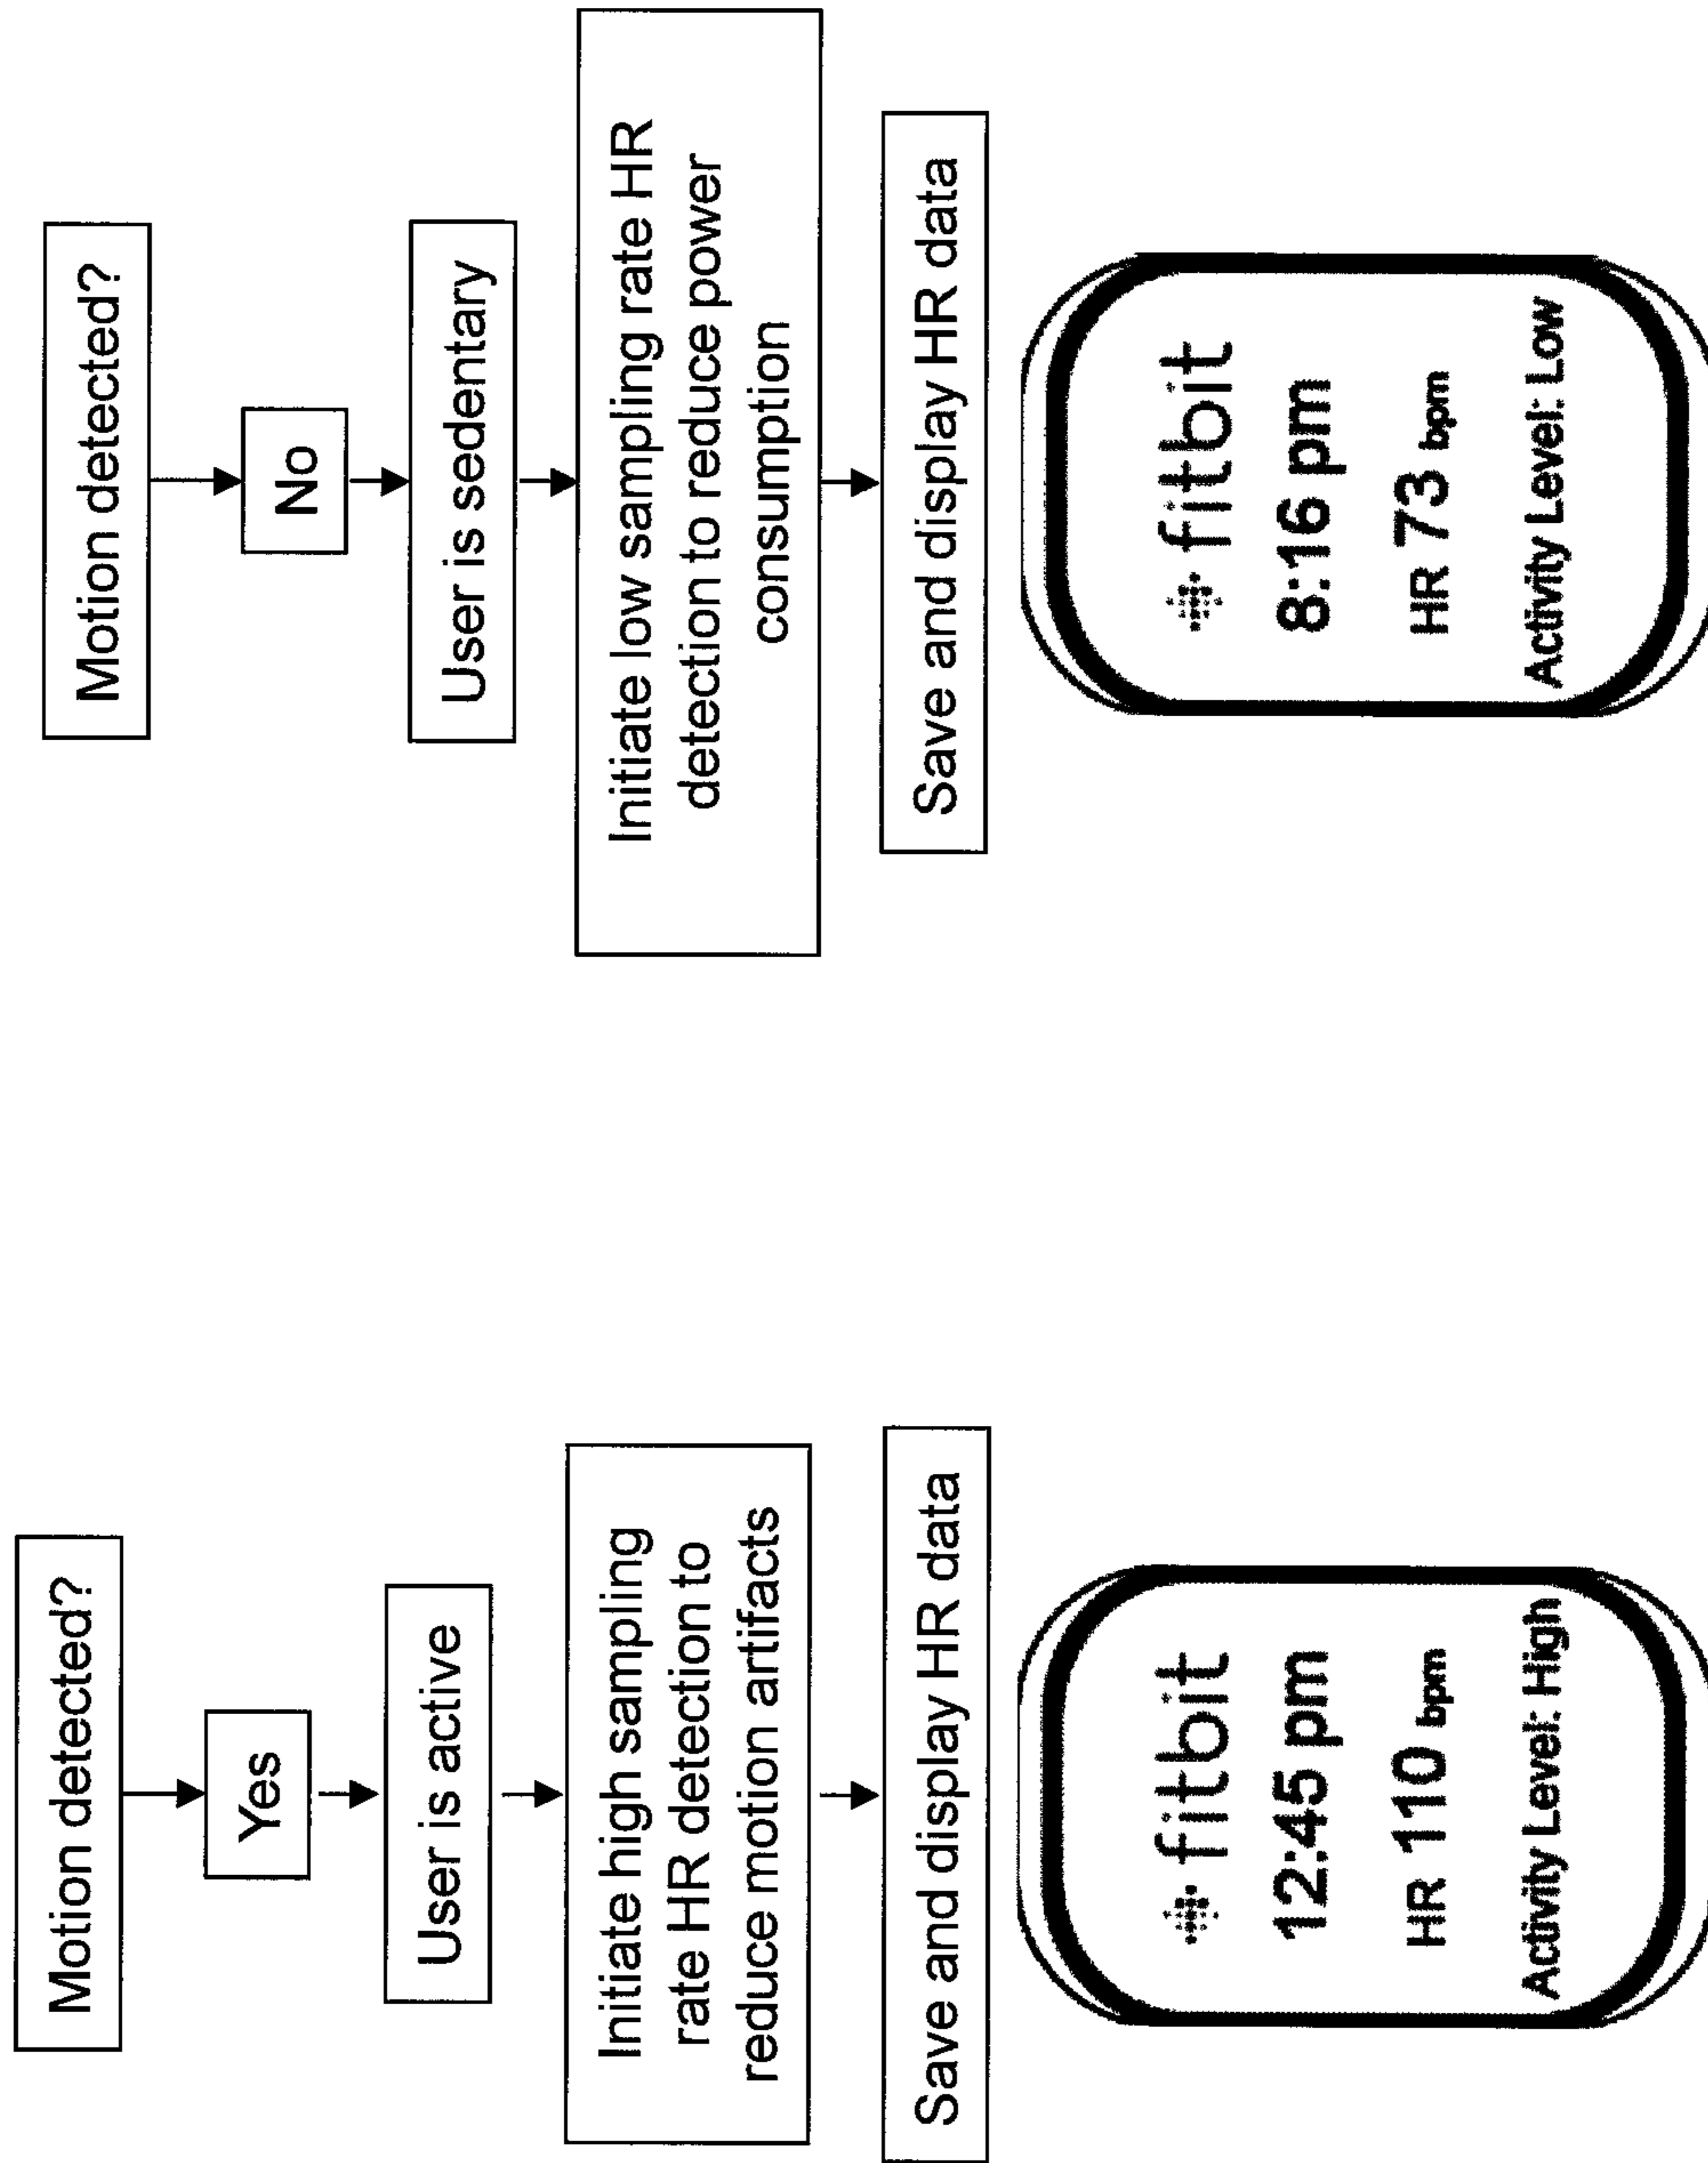 Motion detected?
Yes
User is active
Initiate high sampling
rate HR detection to
reduce motion artifacts
Save and display HR data
fitbit
12:45 pm
HR 110 bpm
Activity Level: High
Motion detected?
No
User is sedentary
Initiate low sampling rate HR
detection to reduce power
consumption
Save and display HR data
fitbit
8:16 pm
HR 73 bpm
Activity Level: Low